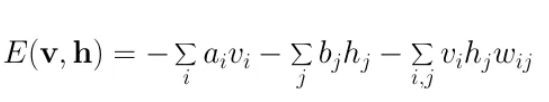 E(v, h) = − ∑_i a_i v_i − ∑_j b_j h_j − ∑_{i,j} v_i h_j w_{ij}